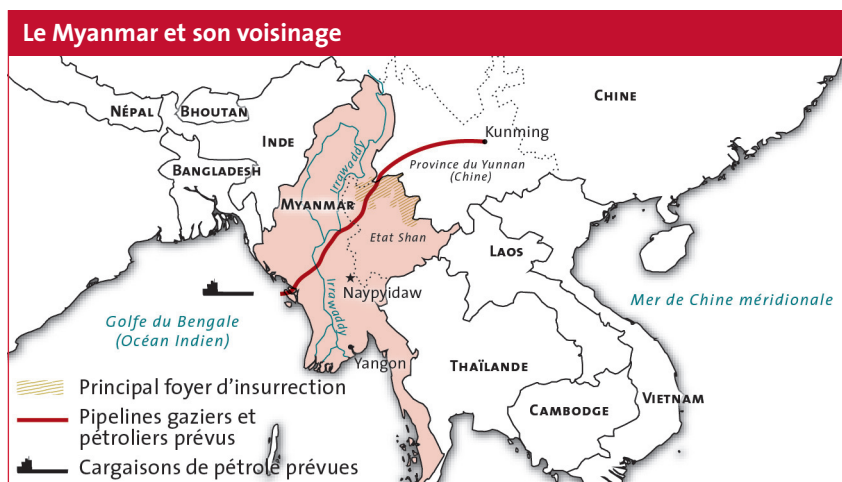 Le Myanmar et son voisinage
CHINE
NÉPAL
BHOUTAN
Kunming
INDE
Province du Yunnan
(Chine)
BANGLADESH
Irrawaddy
MYANMAR
Etat Shan
LAOS
Naypyidaw
Irrawaddy
Mer de Chine méridionale
Golfe du Bengale
(Océan Indien)
Yangon
THAÏLANDE
Principal foyer d'insurrection
VIETNAM
CAMBODGE
Pipelines gaziers et
pétroliers prévus
Cargaisons de pétrole prévues